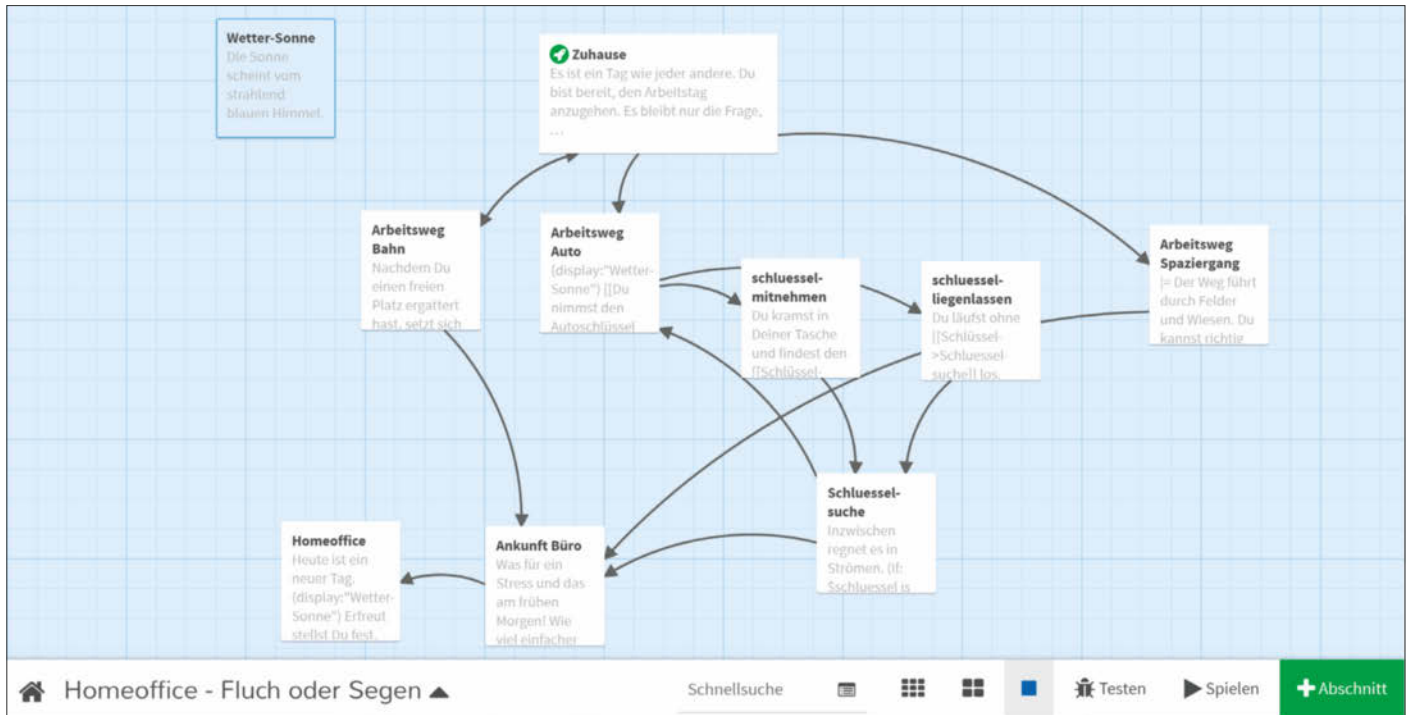 Wetter-Sonne
Die Sonne
scheint vom
strahlend
blauen Himmel.
Zuhause
Es ist ein Tag wie jeder andere. Du
bist bereit, den Arbeitstag
anzugehen. Es bleibt nur die Frage,
...
Arbeitsweg
Bahn
Nachdem Du
einen freien
Platz ergattert
hast, setzt sich
Arbeitsweg
Auto
(display:"Wetter-
Sonne") [[Du
nimmst den
Autoschlüssel
schluessel-
mitnehmen
Du kramst in
Deiner Tasche
und findest den
[[Schlüssel-
schluessel-
liegenlassen
Du läufst ohne
[[Schlüssel-
>Schluessel-
suche]] los.
Arbeitsweg
Spaziergang
|= Der Weg führt
durch Felder
und Wiesen. Du
kannst richtig
Schluessel-
suche
Inzwischen
regnet es in
Strömen. (if:
$schluessel is
Homeoffice
Heute ist ein
neuer Tag.
(display:"Wetter-
Sonne") Erfreut
stellst Du fest,
Ankunft Büro
Was für ein
Stress und das
am frühen
Morgen! Wie
viel einfacher
Homeoffice - Fluch oder Segen
Schnellsuche
Testen
Spielen
Abschnitt